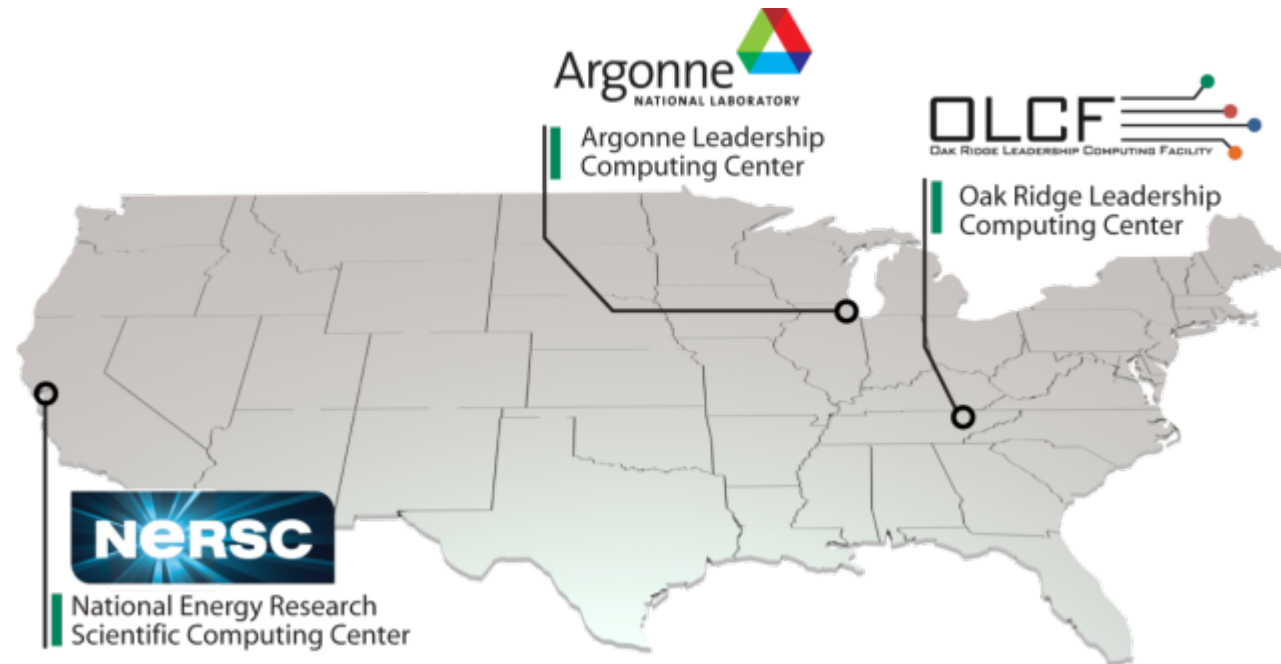 Argonne
NATIONAL LABORATORY
Argonne Leadership
Computing Center
OLCF
OAK RIDGE LEADERSHIP COMPUTING FACILITY
Oak Ridge Leadership
Computing Center
NERSC
National Energy Research
Scientific Computing Center